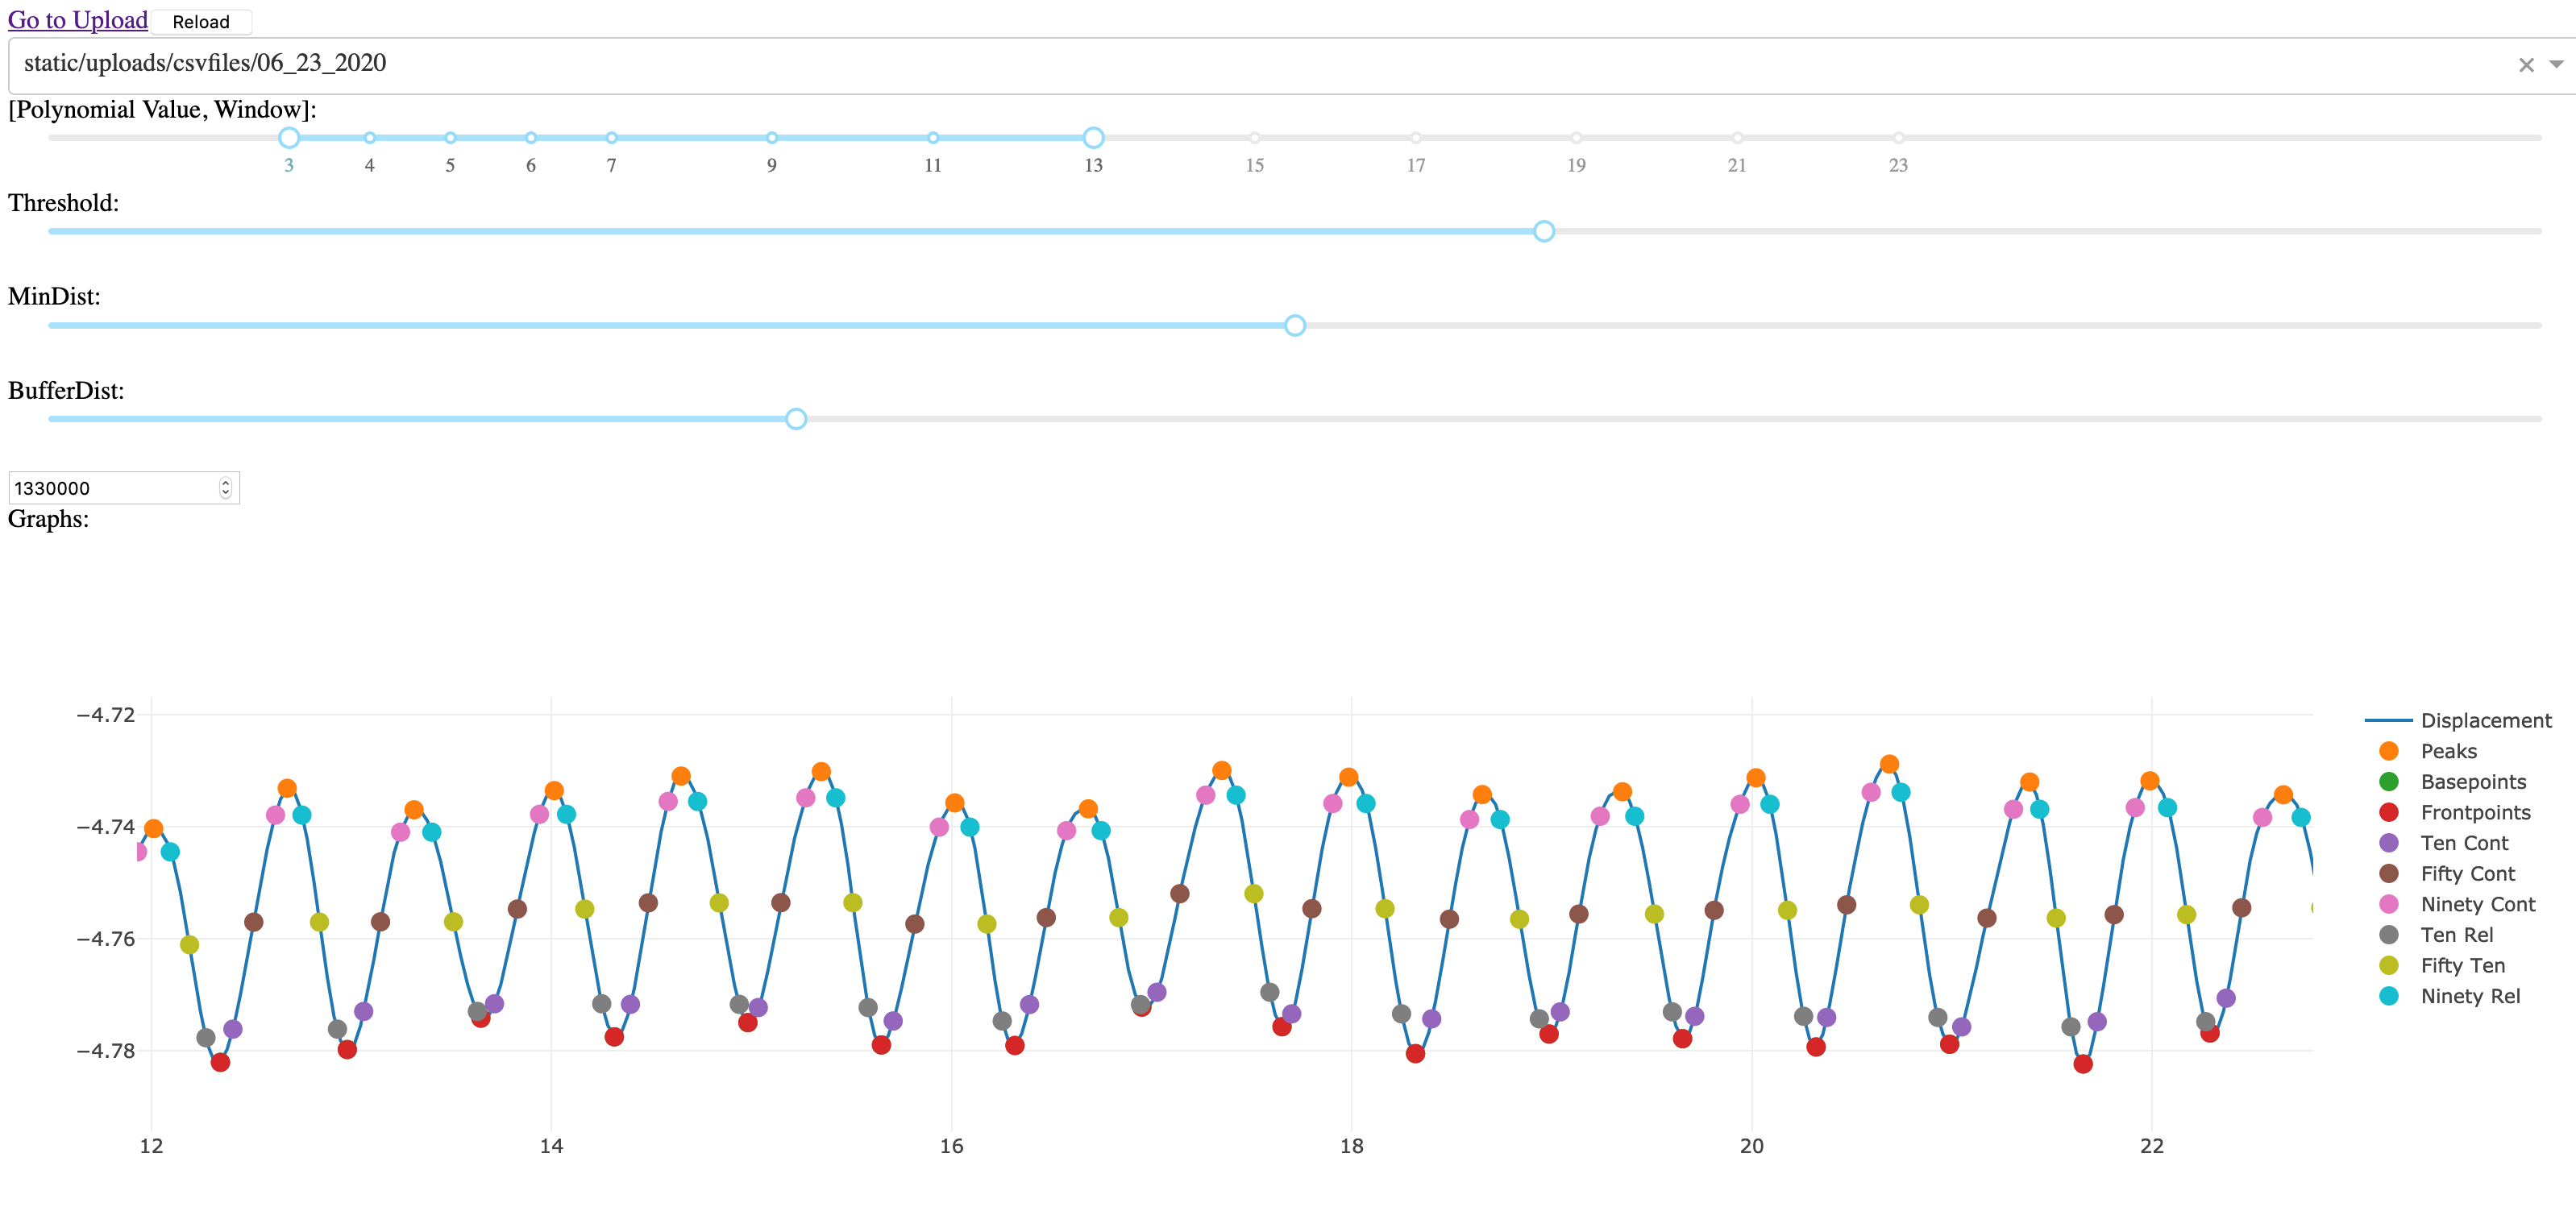 Go to Upload Reload
static/uploads/csvfiles/06_23_2020
[Polynomial Value, Window]:
3 4 5 6 7 9 11 13 15 17 19 21 23
Threshold:
MinDist:
BufferDist:
1330000
Graphs:
−4.72
−4.74
−4.76
−4.78
12 14 16 18 20 22
Displacement
Peaks
Basepoints
Frontpoints
Ten Cont
Fifty Cont
Ninety Cont
Ten Rel
Fifty Ten
Ninety Rel